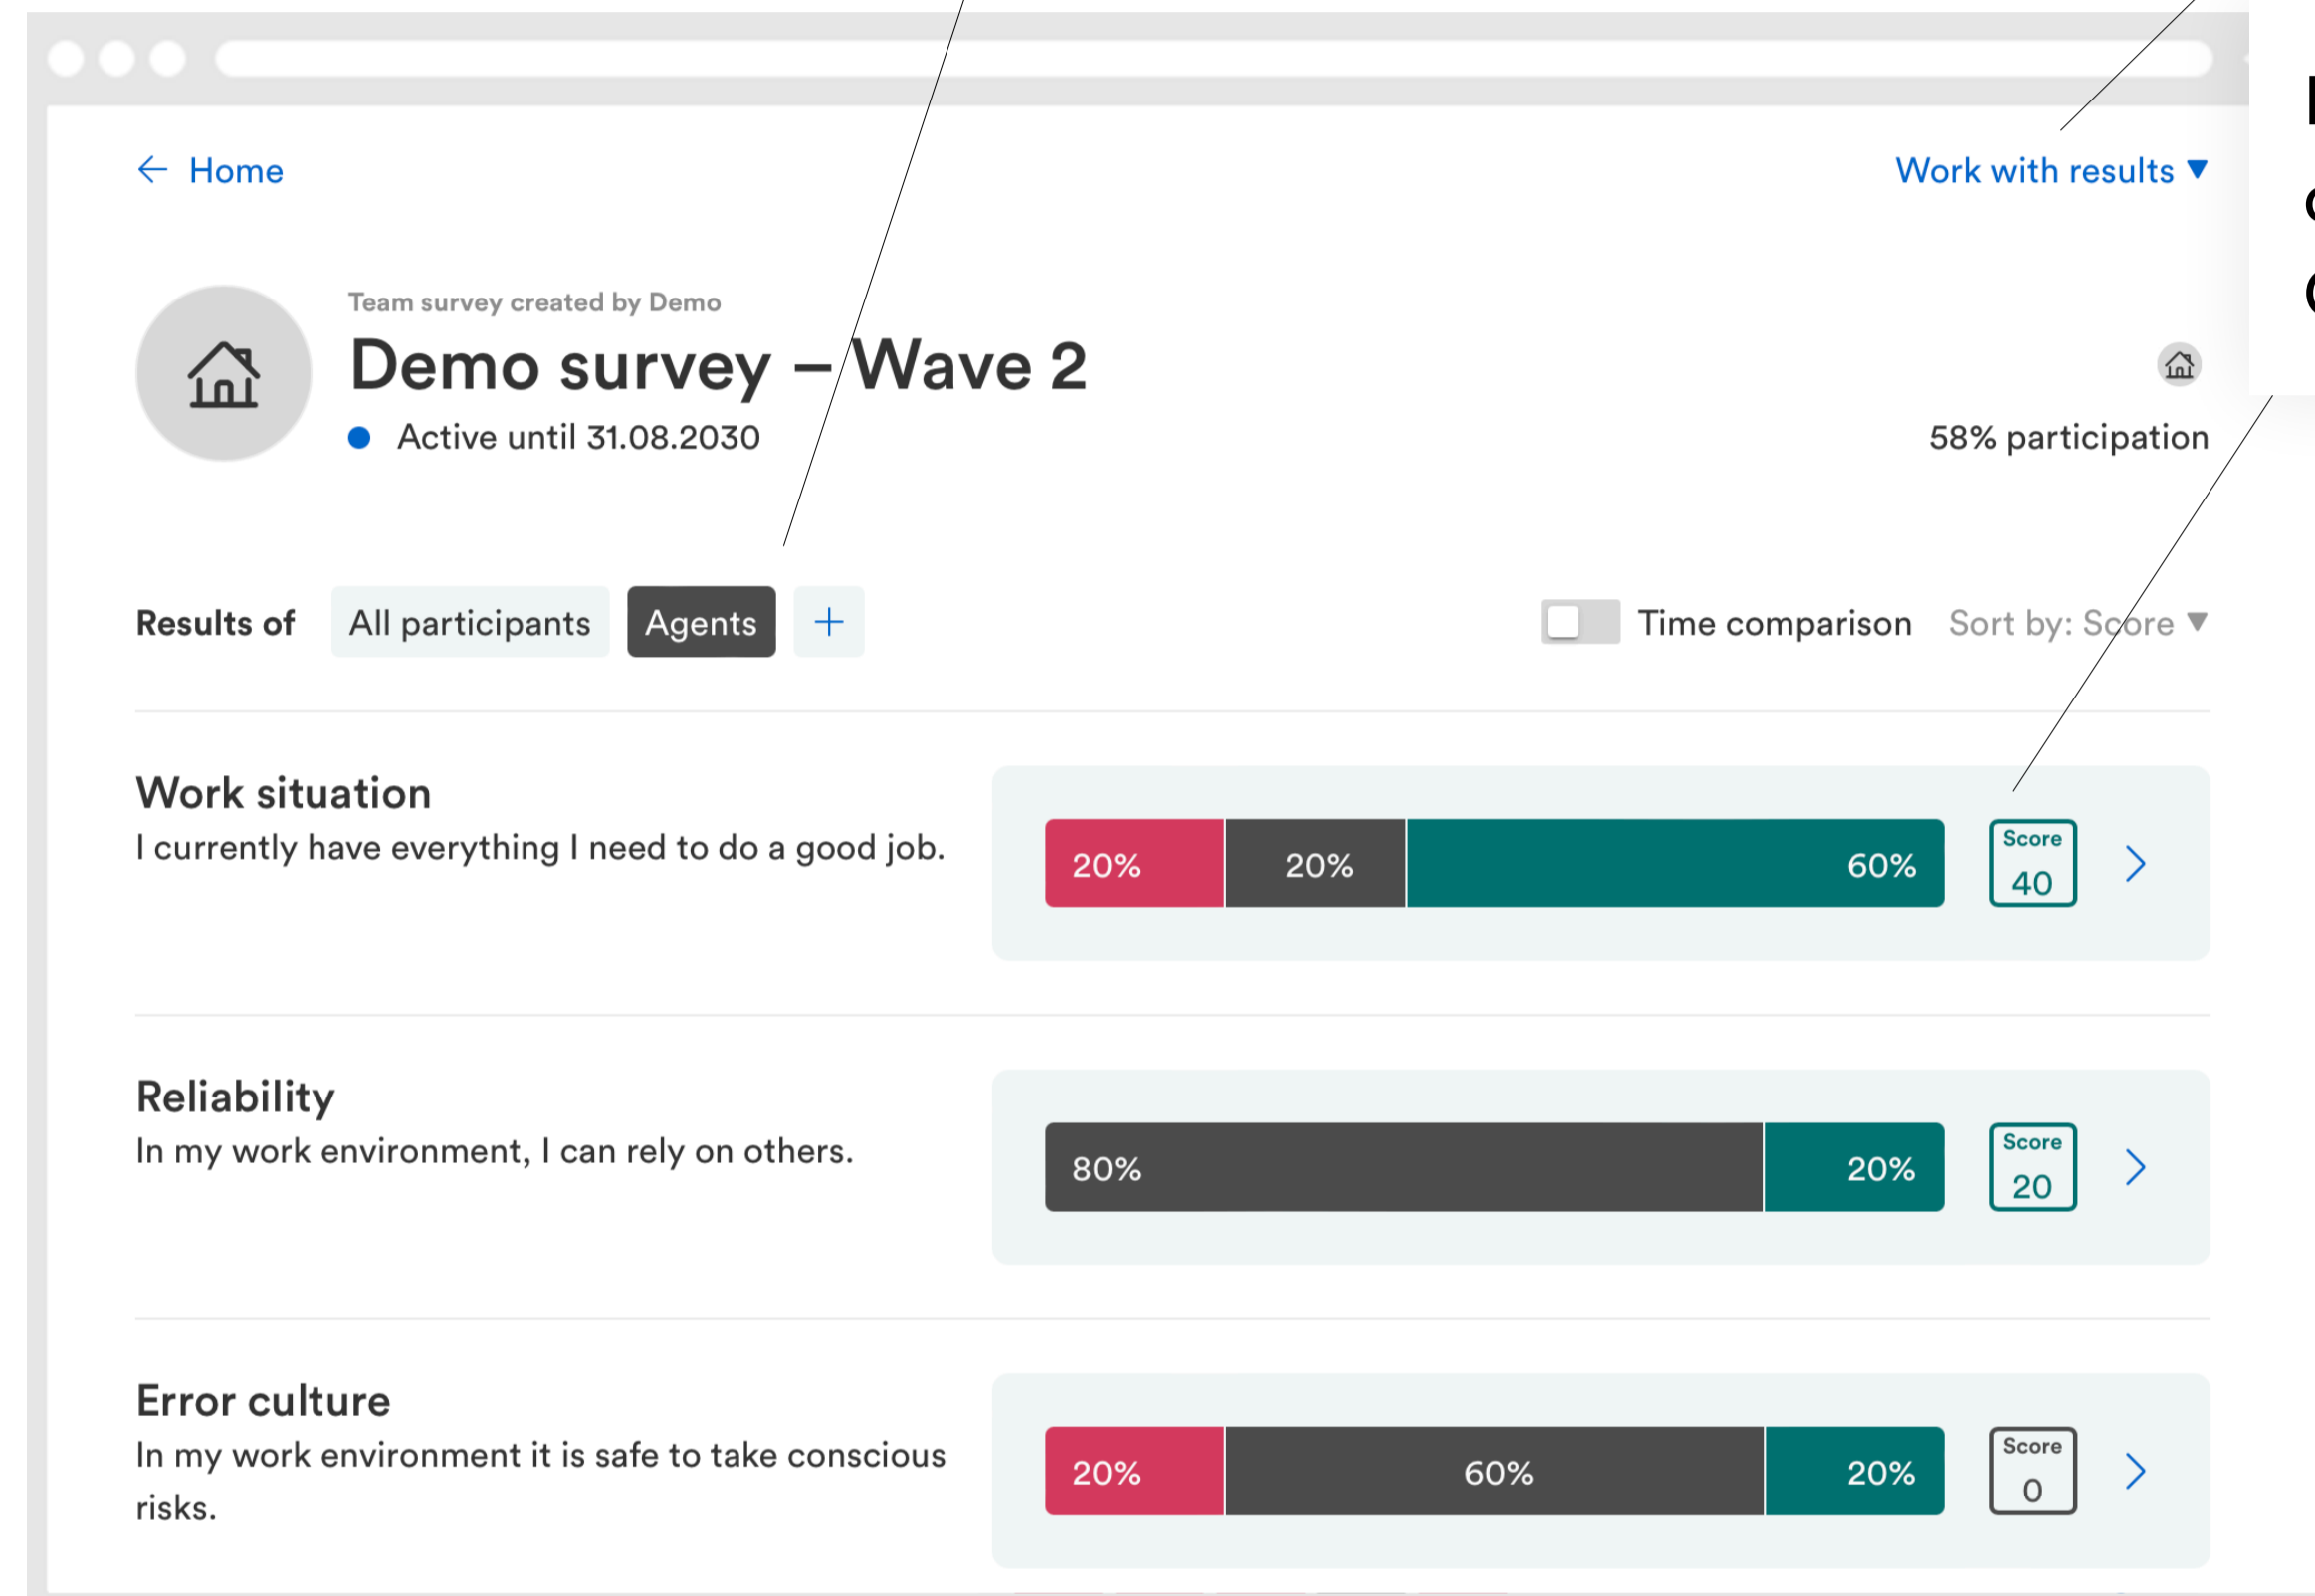 Home
Work with results
Team survey created by Demo
Demo survey – Wave 2
Active until 31.08.2030
58% participation
Results of
All participants
Agents
Time comparison
Sort by: Score
Work situation
I currently have everything I need to do a good job.
20%
20%
60%
Score
40
Reliability
In my work environment, I can rely on others.
80%
20%
Score
20
Error culture
In my work environment it is safe to take conscious
risks.
20%
60%
20%
Score
0